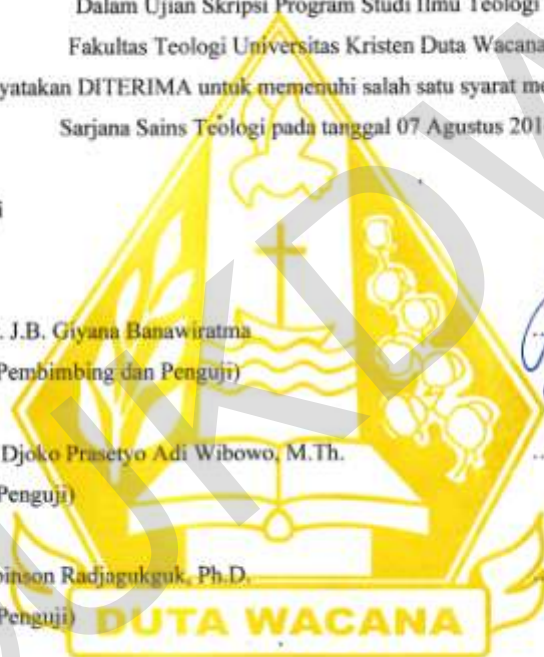 Dalam Ujian Skripsi Program Studi Ilmu Teologi
Fakultas Teologi Universitas Kristen Duta Wacana
yatakan DITERIMA untuk memenuhi salah satu syarat me
Sarjana Sains Teologi pada tanggal 07 Agustus 201
i
. J.B. Giyana Banawiratma
Pembimbing dan Penguji)
Djoko Prasetyo Adi Wibowo, M.Th.
Penguji)
binson Radjagukguk, Ph.D.
Penguji)
DUTA WACANA
UKDW